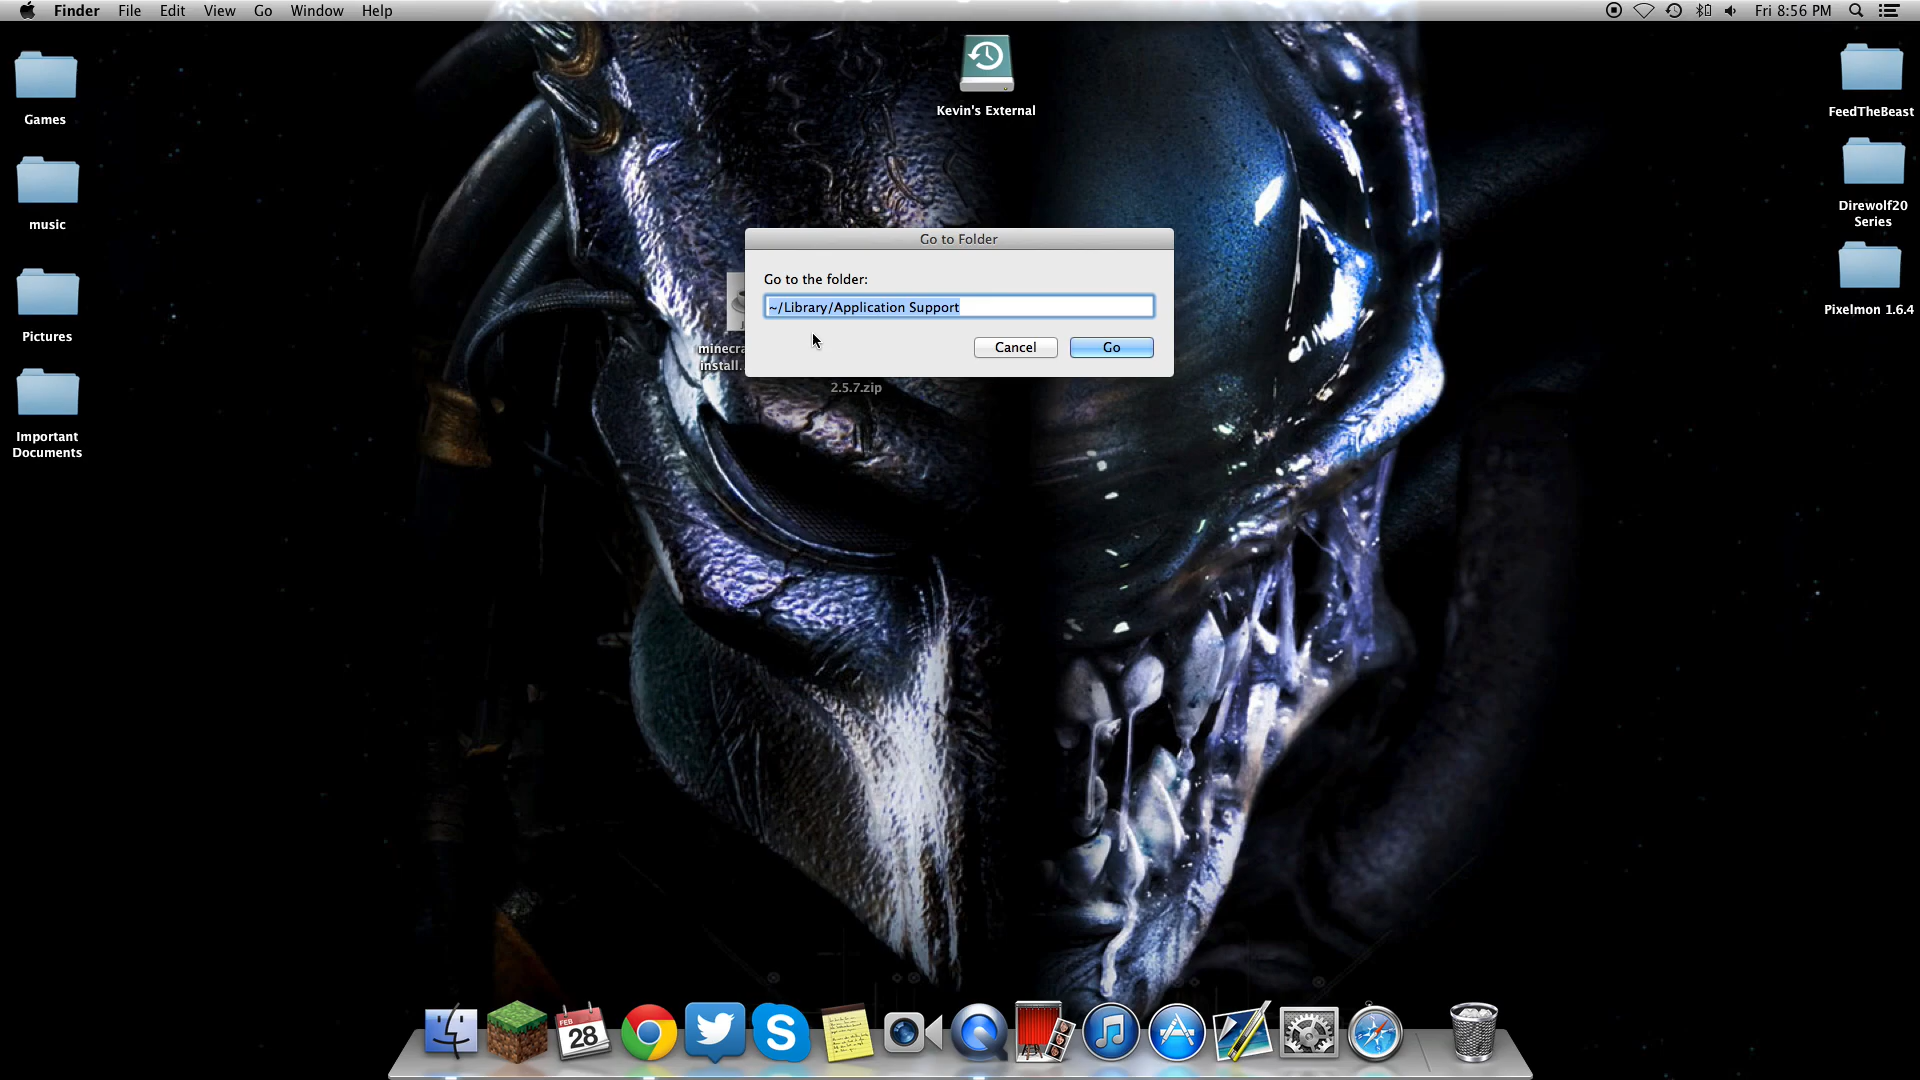 Finder File Edit View Go Window Help
Fri 8:56 PM
Games
music
Pictures
Important
Documents
Kevin's External
FeedTheBeast
Direwolf20
Series
Pixelmon 1.6.4
Go to Folder
Go to the folder:
~/Library/Application Support
Cancel
Go
install.
2.5.7.zip
FEB
28